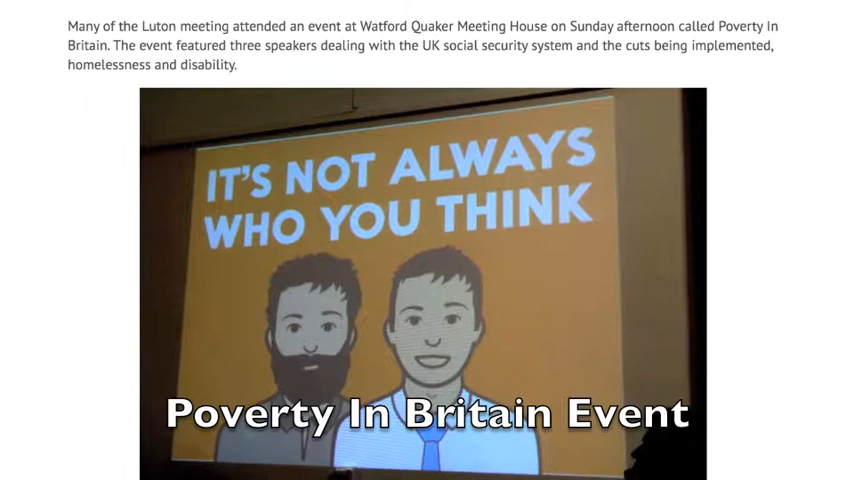 Many of the Luton meeting attended an event at Watford Quaker Meeting House on Sunday afternoon called Poverty In
Britain. The event featured three speakers dealing with the UK social security system and the cuts being implemented,
homelessness and disability.
IT'S NOT ALWAYS
WHO YOU THINK
Poverty In Britain Event